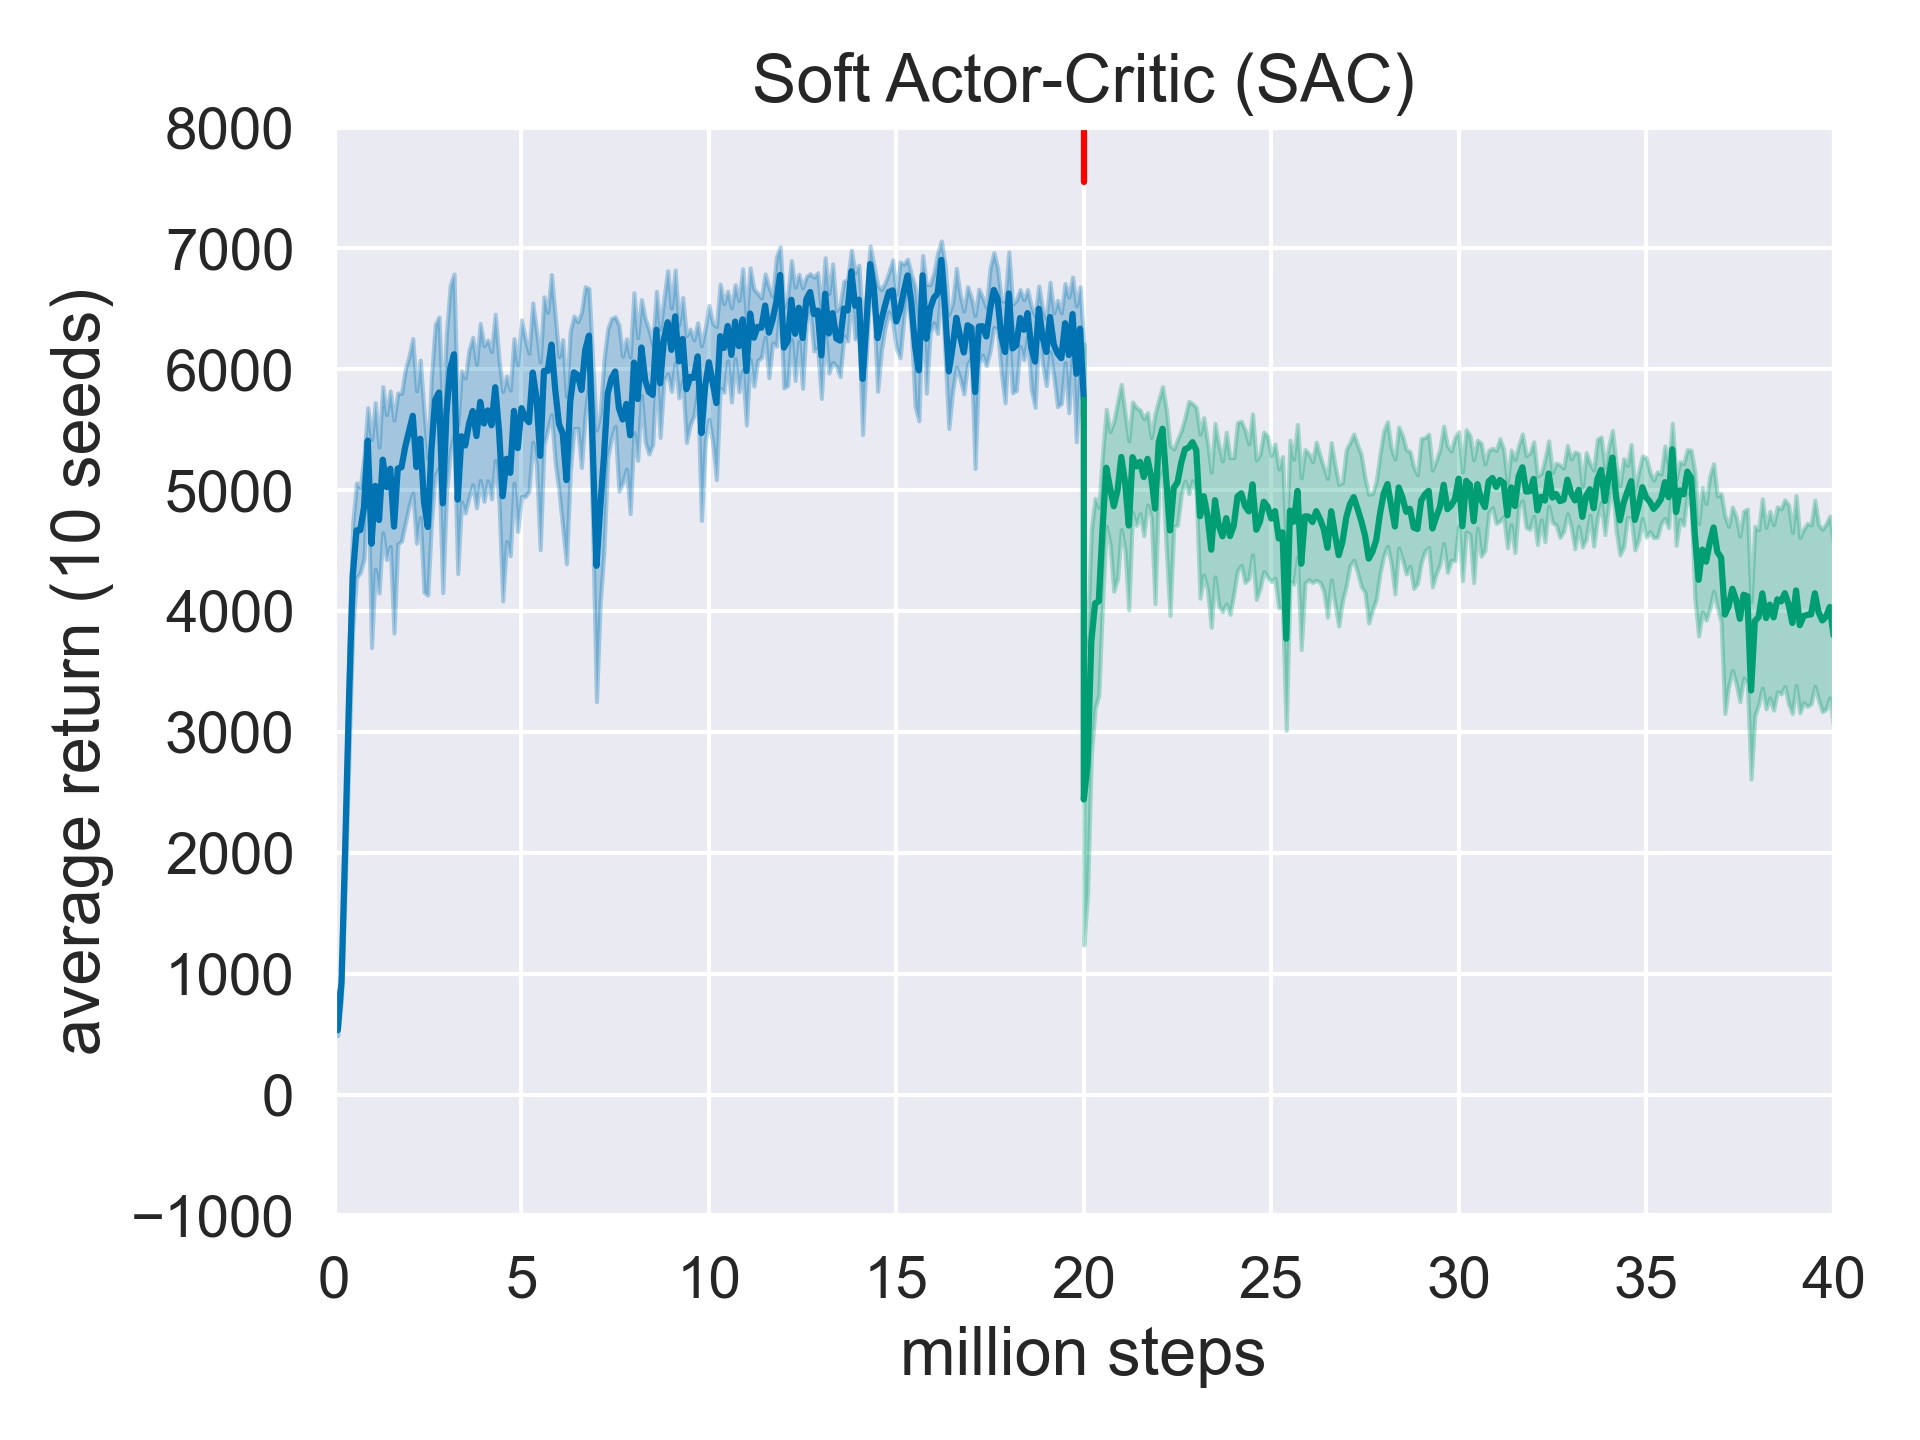 Soft Actor-Critic (SAC)
8000
7000
6000
5000
4000
3000
2000
1000
0
−1000
average return (10 seeds)
0 5 10 15 20 25 30 35 40
million steps